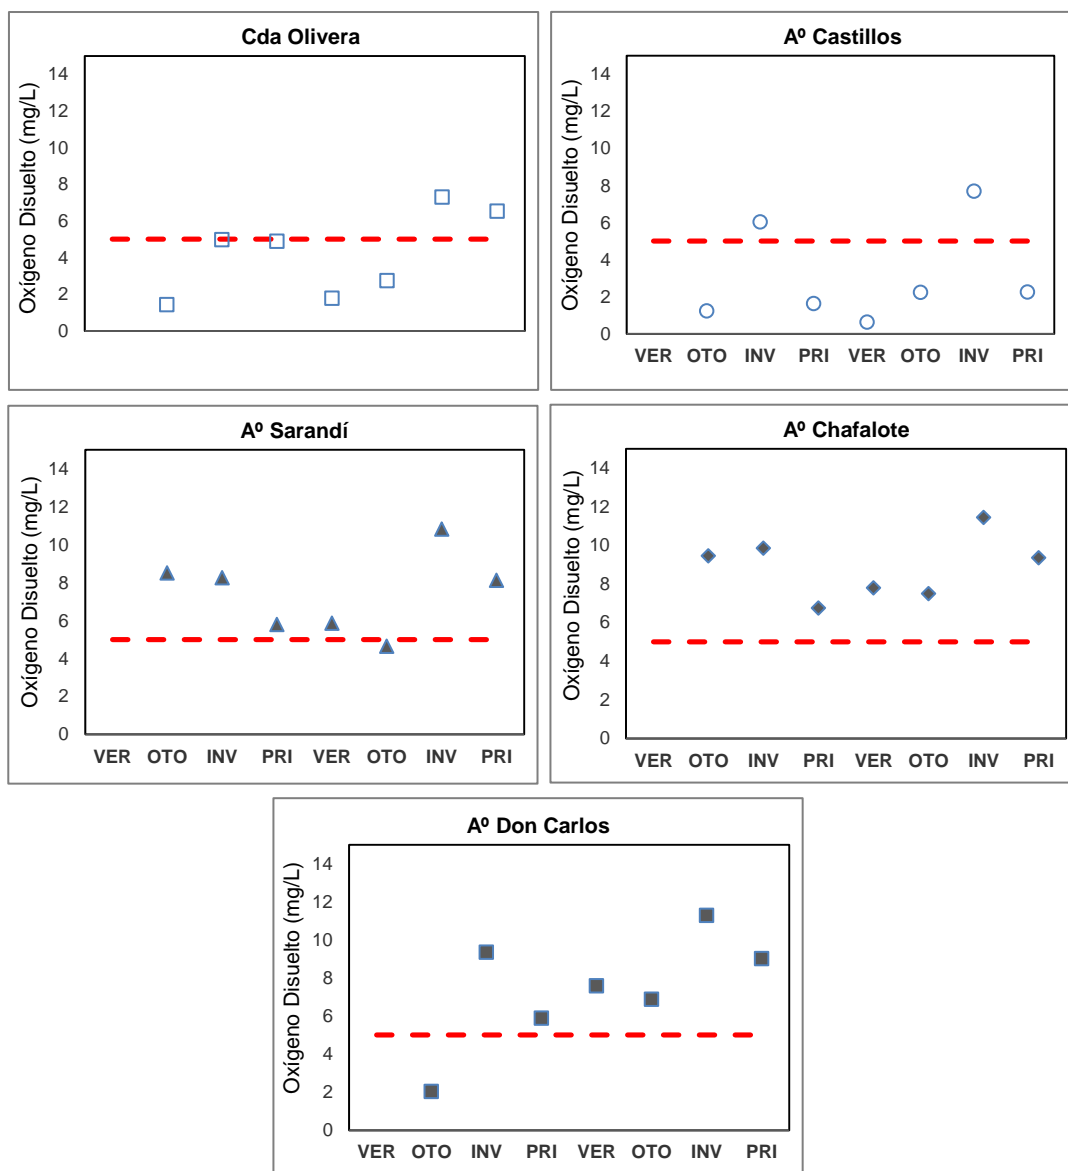 Cda Olivera
Oxígeno Disuelto (mg/L)
14
12
10
8
6
4
2
0
Aº Castillos
Oxígeno Disuelto (mg/L)
14
12
10
8
6
4
2
0
VER OTO INV PRI VER OTO INV PRI
Aº Sarandí
Oxígeno Disuelto (mg/L)
14
12
10
8
6
4
2
0
VER OTO INV PRI VER OTO INV PRI
Aº Chafalote
Oxígeno Disuelto (mg/L)
14
12
10
8
6
4
2
0
VER OTO INV PRI VER OTO INV PRI
Aº Don Carlos
Oxígeno Disuelto (mg/L)
14
12
10
8
6
4
2
0
VER OTO INV PRI VER OTO INV PRI